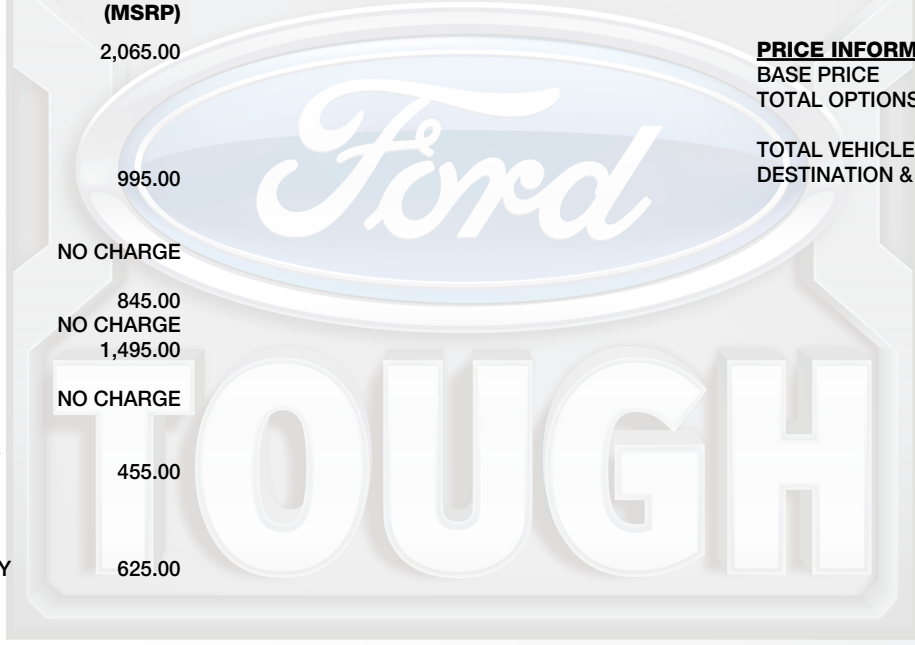 (MSRP)
2,065.00
995.00
NO CHARGE
845.00
NO CHARGE
1,495.00
NO CHARGE
455.00
Y 625.00
PRICE INFORM
BASE PRICE
TOTAL OPTIONS
TOTAL VEHICLE
DESTINATION &
Ford
TOUGH